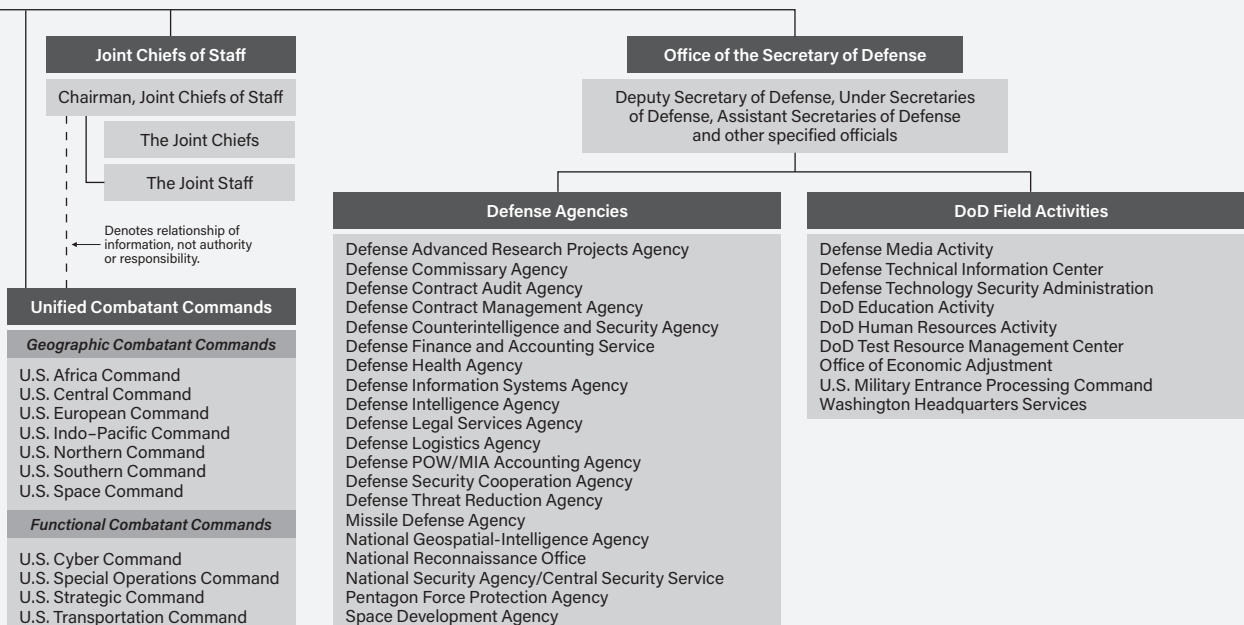 Joint Chiefs of Staff
Chairman, Joint Chiefs of Staff
The Joint Chiefs
The Joint Staff
Denotes relationship of
information, not authority
or responsibility.
Unified Combatant Commands
Geographic Combatant Commands
U.S. Africa Command
U.S. Central Command
U.S. European Command
U.S. Indo–Pacific Command
U.S. Northern Command
U.S. Southern Command
U.S. Space Command
Functional Combatant Commands
U.S. Cyber Command
U.S. Special Operations Command
U.S. Strategic Command
U.S. Transportation Command
Office of the Secretary of Defense
Deputy Secretary of Defense, Under Secretaries
of Defense, Assistant Secretaries of Defense
and other specified officials
Defense Agencies
Defense Advanced Research Projects Agency
Defense Commissary Agency
Defense Contract Audit Agency
Defense Contract Management Agency
Defense Counterintelligence and Security Agency
Defense Finance and Accounting Service
Defense Health Agency
Defense Information Systems Agency
Defense Intelligence Agency
Defense Legal Services Agency
Defense Logistics Agency
Defense POW/MIA Accounting Agency
Defense Security Cooperation Agency
Defense Threat Reduction Agency
Missile Defense Agency
National Geospatial-Intelligence Agency
National Reconnaissance Office
National Security Agency/Central Security Service
Pentagon Force Protection Agency
Space Development Agency
DoD Field Activities
Defense Media Activity
Defense Technical Information Center
Defense Technology Security Administration
DoD Education Activity
DoD Human Resources Activity
DoD Test Resource Management Center
Office of Economic Adjustment
U.S. Military Entrance Processing Command
Washington Headquarters Services